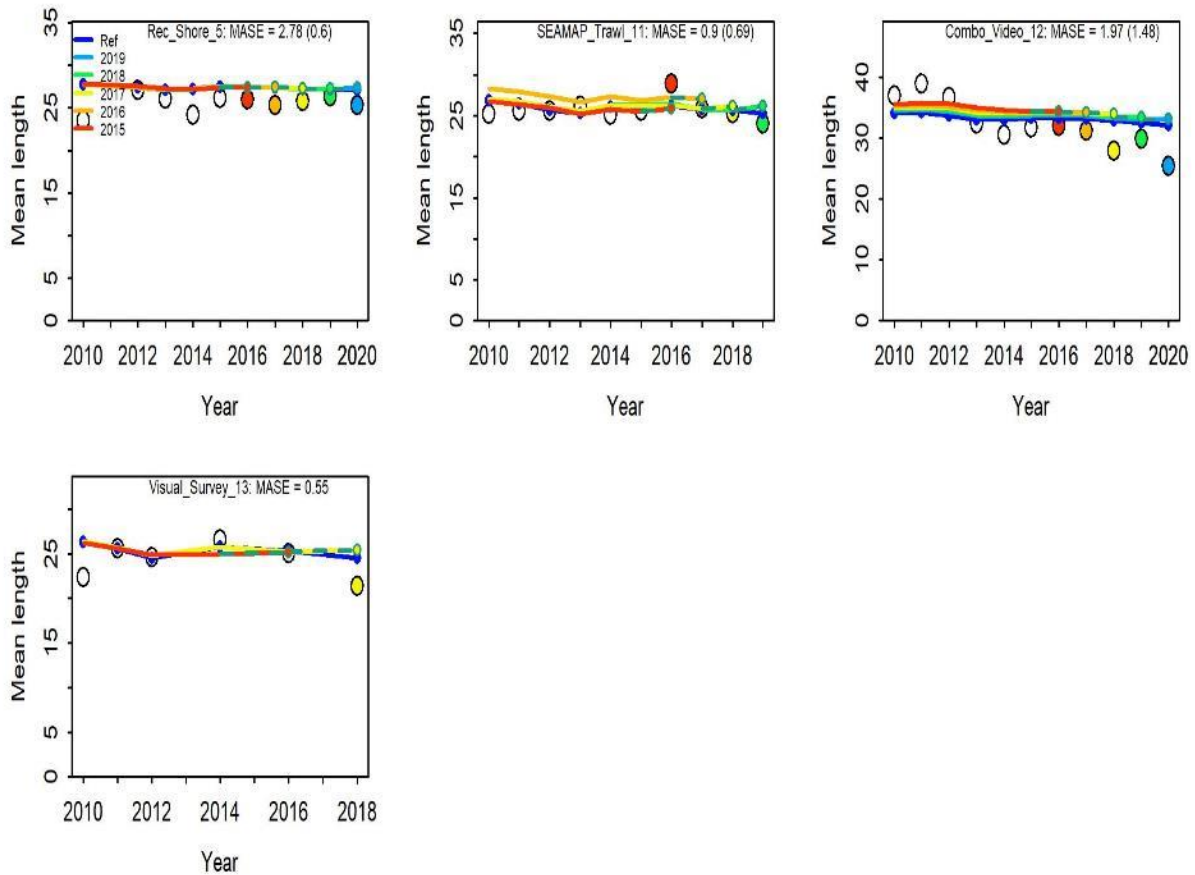 Rec_Shore_5: MASE = 2.78 (0.6)
Ref
2019
2018
2017
2016
2015
35
25
15
5
0
Mean length
2010 2012 2014 2016 2018 2020
Year
SEAMAP_Trawl_11: MASE = 0.9 (0.69)
35
25
15
5
0
Mean length
2010 2012 2014 2016 2018
Year
Combo_Video_12: MASE = 1.97 (1.48)
40
30
20
10
0
Mean length
2010 2012 2014 2016 2018 2020
Year
Visual_Survey_13: MASE = 0.55
25
15
5
0
Mean length
2010 2012 2014 2016 2018
Year